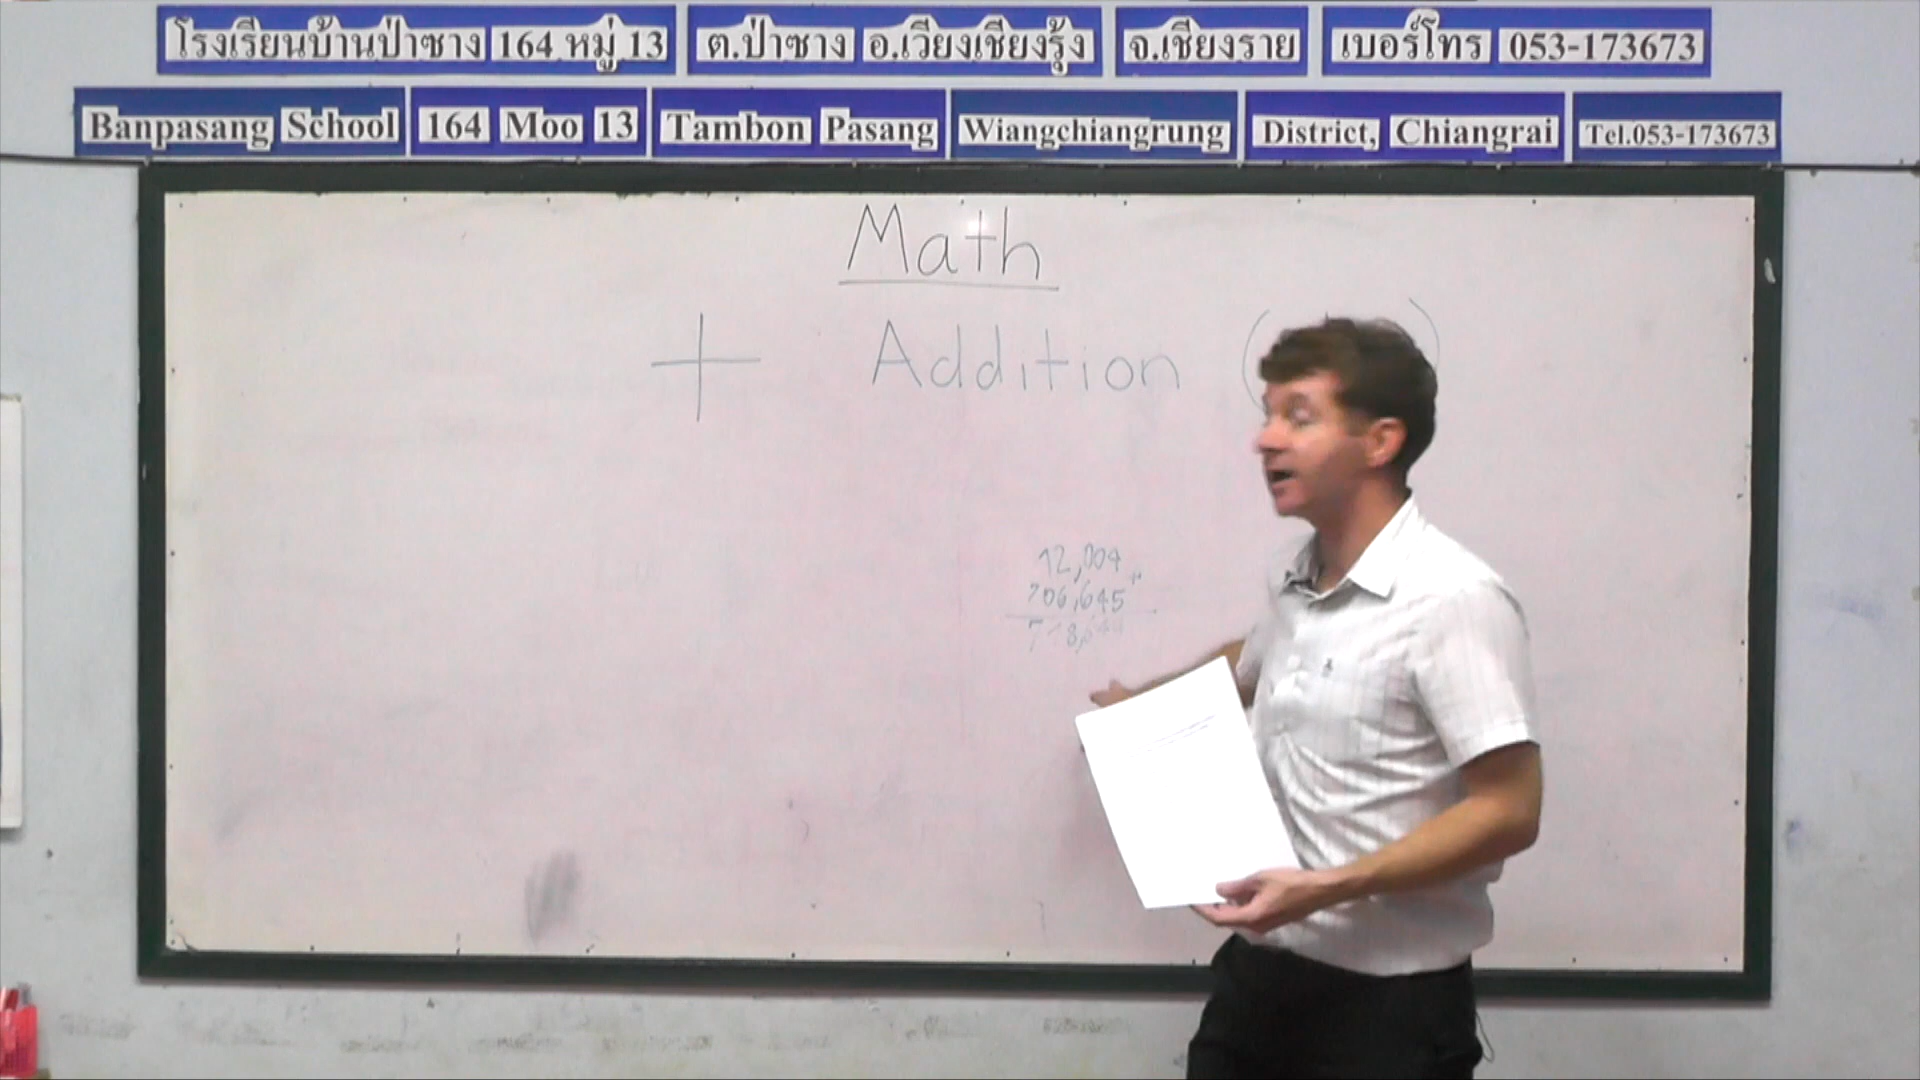 โรงเรียนบ้านป่าซาง 164 หมู่ 13 ต.ป่าซาง อ.เวียงเชียงรุ้ง จ.เชียงราย เบอร์โทร 053-173673
Banpasang School 164 Moo 13 Tambon Pasang Wiangchiangrung District, Chiangrai Tel.053-173673
Math
+ Addition (
12,004
+
706,645